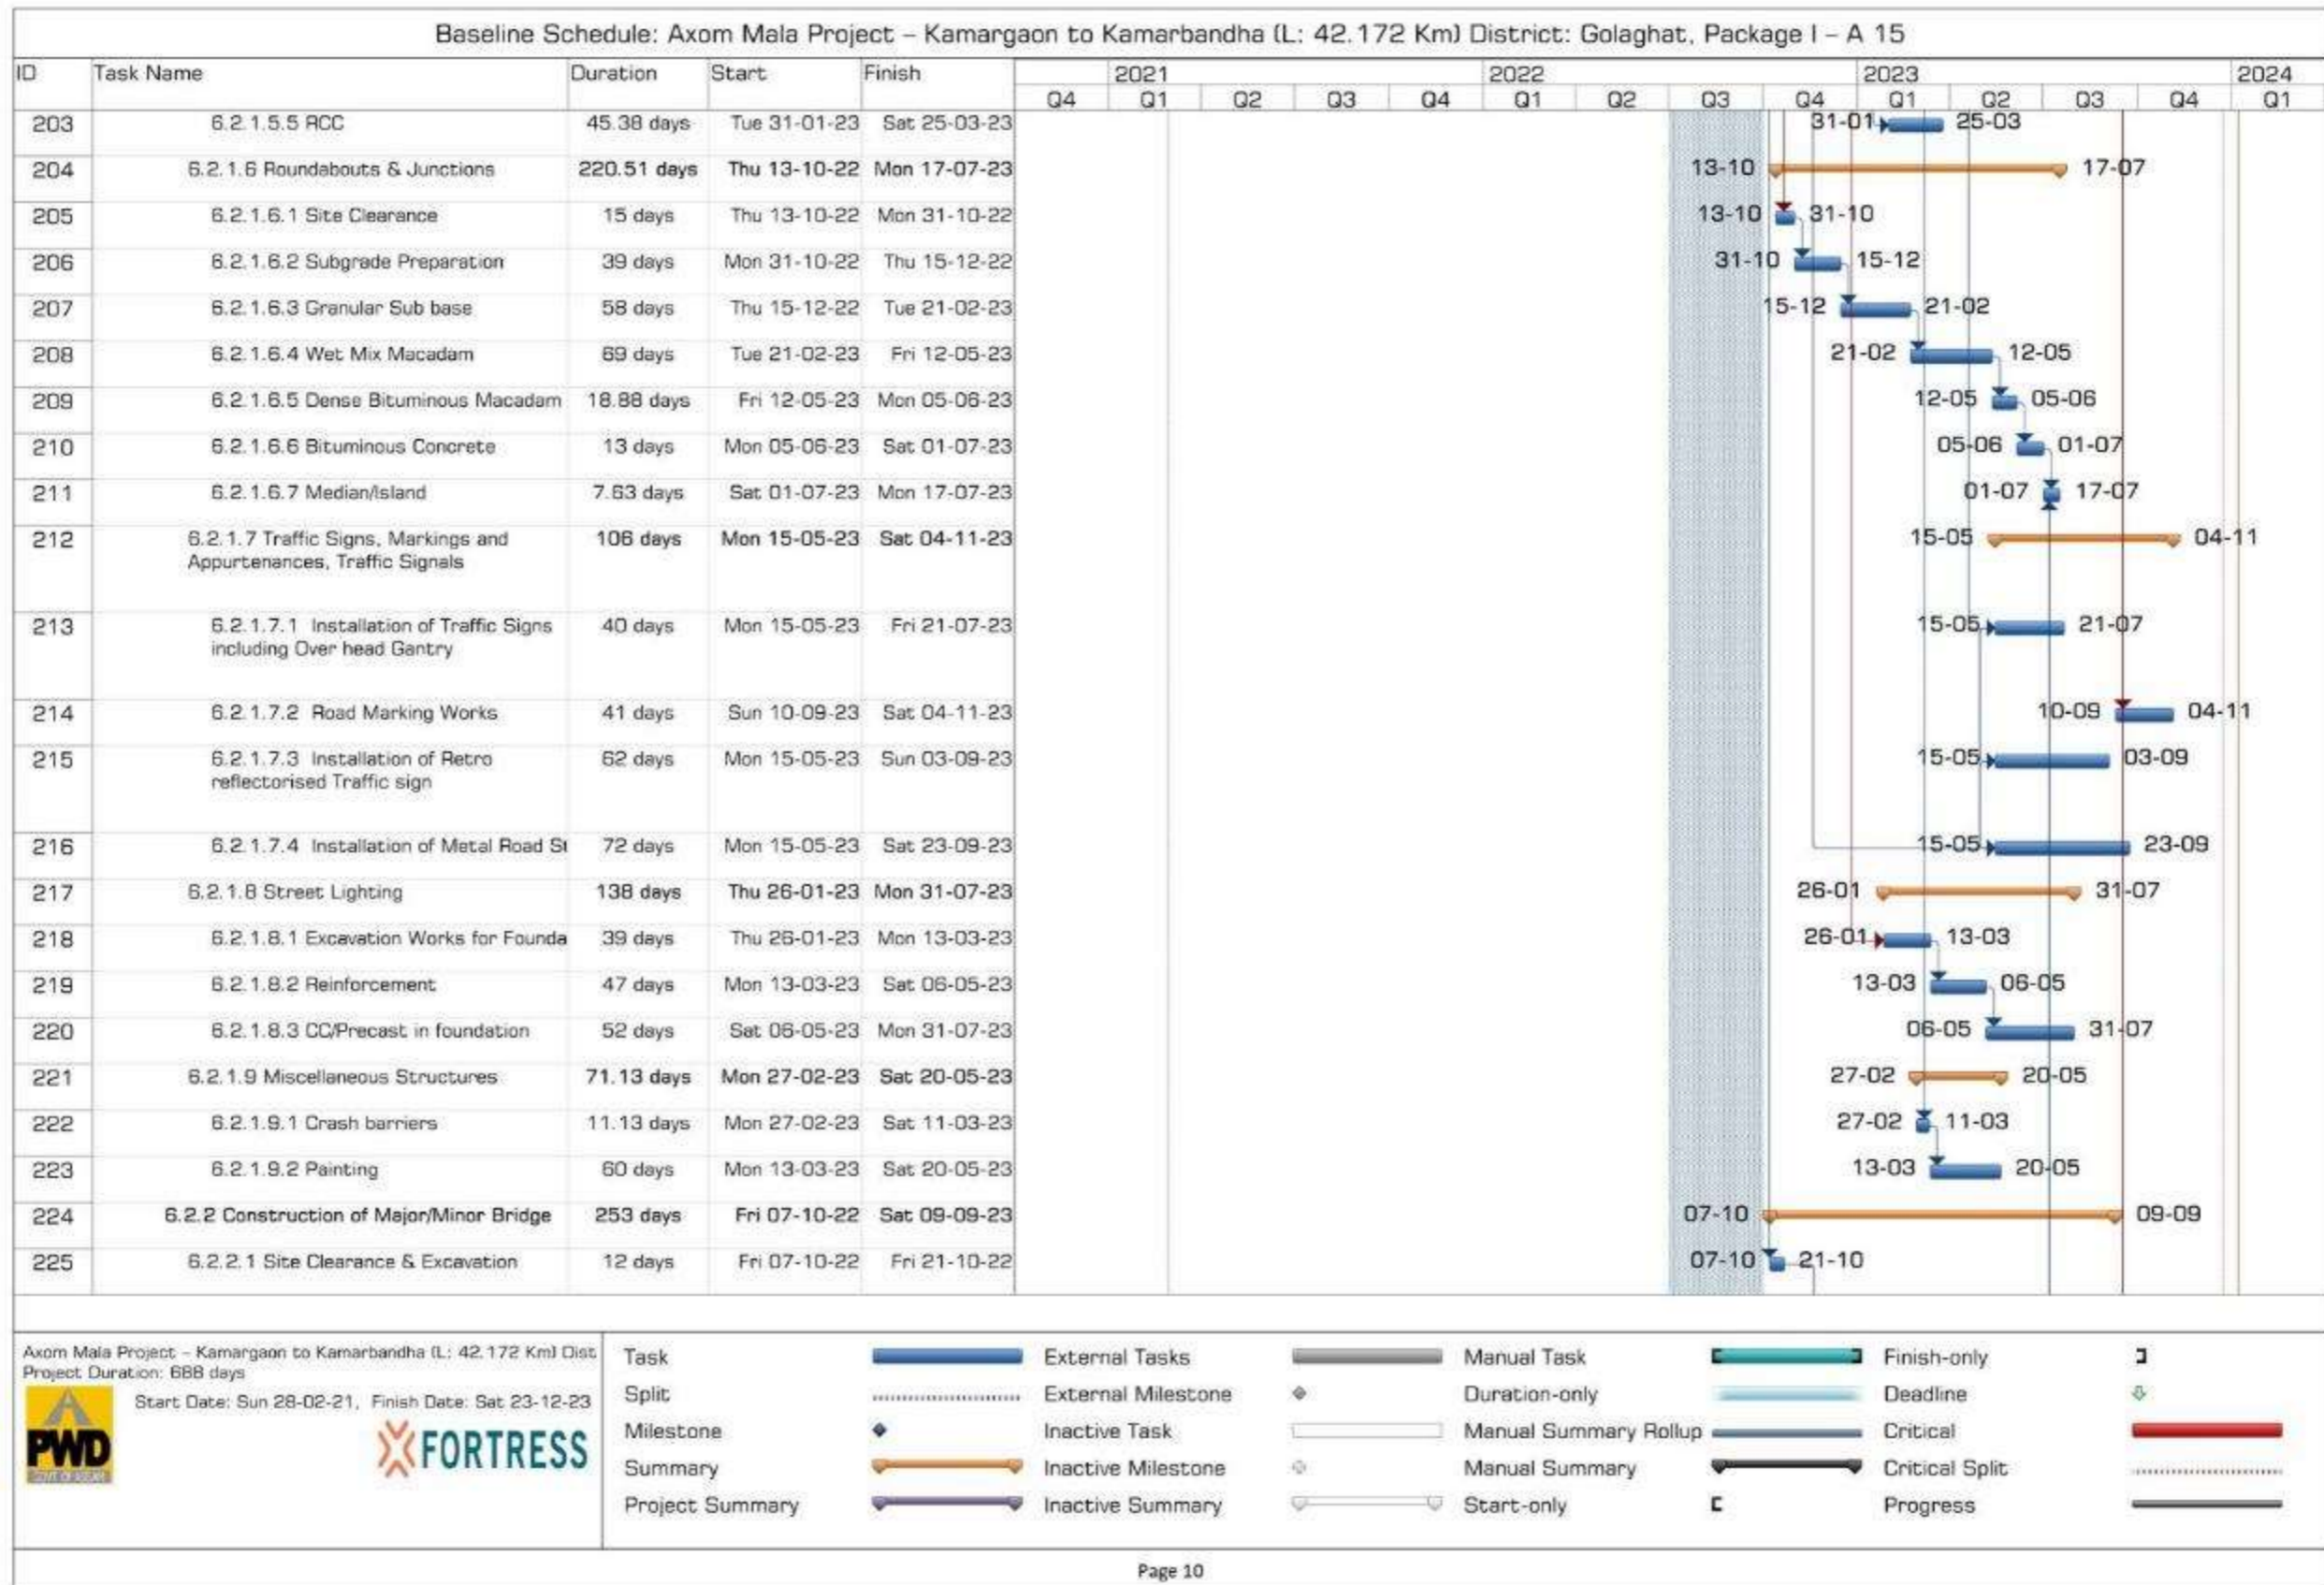 Baseline Schedule: Axom Mala Project – Kamargaon to Kamarbandha (L: 42.172 Km) District: Golaghat, Package I – A 15
ID Task Name Duration Start Finish 2021 2022 2023 2024
Q4 Q1 Q2 Q3 Q4 Q1 Q2 Q3 Q4 Q1 Q2 Q3 Q4 Q1
203 6.2.1.5.5 RCC 45.38 days Tue 31-01-23 Sat 25-03-23 31-01 25-03
204 6.2.1.6 Roundabouts & Junctions 220.51 days Thu 13-10-22 Mon 17-07-23 13-10 17-07
205 6.2.1.6.1 Site Clearance 15 days Thu 13-10-22 Mon 31-10-22 13-10 31-10
206 6.2.1.6.2 Subgrade Preparation 39 days Mon 31-10-22 Thu 15-12-22 31-10 15-12
207 6.2.1.6.3 Granular Sub base 58 days Thu 15-12-22 Tue 21-02-23 15-12 21-02
208 6.2.1.6.4 Wet Mix Macadam 69 days Tue 21-02-23 Fri 12-05-23 21-02 12-05
209 6.2.1.6.5 Dense Bituminous Macadam 18.88 days Fri 12-05-23 Mon 05-06-23 12-05 05-06
210 6.2.1.6.6 Bituminous Concrete 13 days Mon 05-06-23 Sat 01-07-23 05-06 01-07
211 6.2.1.6.7 Median/Island 7.63 days Sat 01-07-23 Mon 17-07-23 01-07 17-07
212 6.2.1.7 Traffic Signs, Markings and 106 days Mon 15-05-23 Sat 04-11-23 15-05 04-11
Appurtenances, Traffic Signals
213 6.2.1.7.1 Installation of Traffic Signs 40 days Mon 15-05-23 Fri 21-07-23 15-05 21-07
including Over head Gantry
214 6.2.1.7.2 Road Marking Works 41 days Sun 10-09-23 Sat 04-11-23 10-09 04-11
215 6.2.1.7.3 Installation of Retro 62 days Mon 15-05-23 Sun 03-09-23 15-05 03-09
reflectorised Traffic sign
216 6.2.1.7.4 Installation of Metal Road St 72 days Mon 15-05-23 Sat 23-09-23 15-05 23-09
217 6.2.1.8 Street Lighting 138 days Thu 26-01-23 Mon 31-07-23 26-01 31-07
218 6.2.1.8.1 Excavation Works for Founda 39 days Thu 26-01-23 Mon 13-03-23 26-01 13-03
219 6.2.1.8.2 Reinforcement 47 days Mon 13-03-23 Sat 06-05-23 13-03 06-05
220 6.2.1.8.3 CC/Precast in foundation 52 days Sat 06-05-23 Mon 31-07-23 06-05 31-07
221 6.2.1.9 Miscellaneous Structures 71.13 days Mon 27-02-23 Sat 20-05-23 27-02 20-05
222 6.2.1.9.1 Crash barriers 11.13 days Mon 27-02-23 Sat 11-03-23 27-02 11-03
223 6.2.1.9.2 Painting 60 days Mon 13-03-23 Sat 20-05-23 13-03 20-05
224 6.2.2 Construction of Major/Minor Bridge 253 days Fri 07-10-22 Sat 09-09-23 07-10 09-09
225 6.2.2.1 Site Clearance & Excavation 12 days Fri 07-10-22 Fri 21-10-22 07-10 21-10
Axom Mala Project – Kamargaon to Kamarbandha (L: 42.172 Km) Dist
Project Duration: 688 days
Start Date: Sun 28-02-21, Finish Date: Sat 23-12-23
PWD
GOVT OF ASSAM
FORTRESS
Task External Tasks Manual Task Finish-only
Split External Milestone Duration-only Deadline
Milestone Inactive Task Manual Summary Rollup Critical
Summary Inactive Milestone Manual Summary Critical Split
Project Summary Inactive Summary Start-only Progress
Page 10